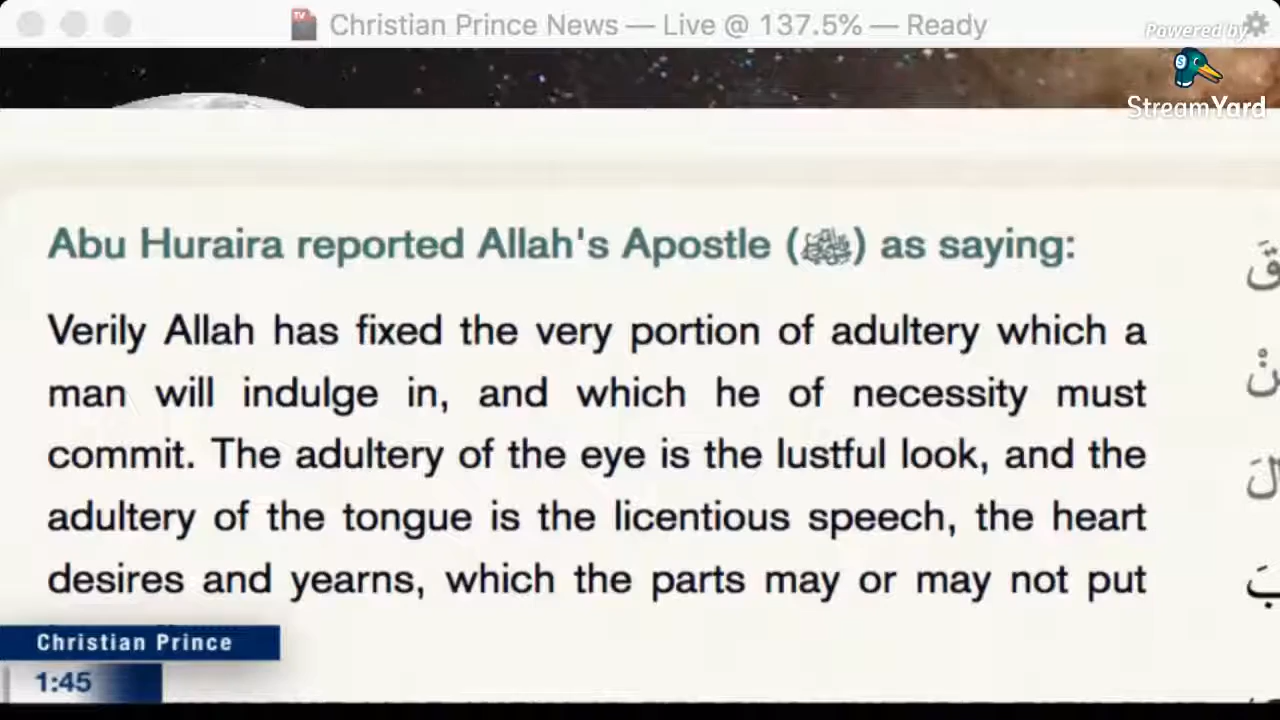 Christian Prince News — Live @ 137.5% — Ready
Powered by
StreamYard
Abu Huraira reported Allah's Apostle (ﷺ) as saying:
Verily Allah has fixed the very portion of adultery which a
man will indulge in, and which he of necessity must
commit. The adultery of the eye is the lustful look, and the
adultery of the tongue is the licentious speech, the heart
desires and yearns, which the parts may or may not put
Christian Prince
1:45